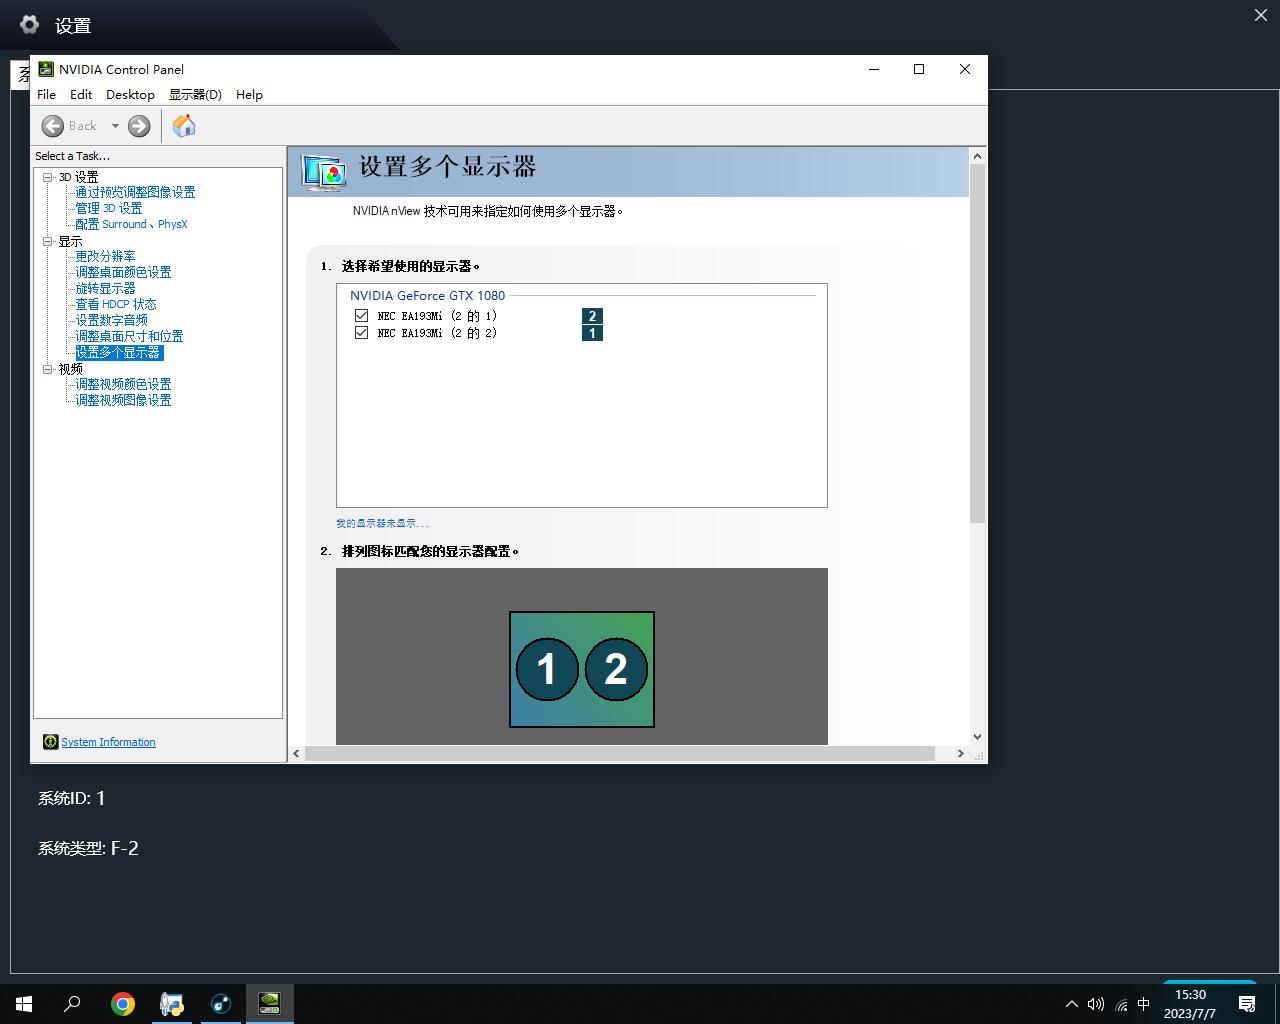 设置
系
NVIDIA Control Panel
File Edit Desktop 显示器(D) Help
Back
Select a Task...
3D 设置
通过预览调整图像设置
管理 3D 设置
配置 Surround、PhysX
显示
更改分辨率
调整桌面颜色设置
旋转显示器
查看 HDCP 状态
设置数字音频
调整桌面尺寸和位置
设置多个显示器
视频
调整视频颜色设置
调整视频图像设置
System Information
设置多个显示器
NVIDIA nView 技术可用来指定如何使用多个显示器。
1. 选择希望使用的显示器。
NVIDIA GeForce GTX 1080
NEC EA193Mi (2 的 1) 2
NEC EA193Mi (2 的 2) 1
我的显示器未显示...
2. 排列图标匹配您的显示器配置。
1 2
系统ID: 1
系统类型: F-2
中
15:30
2023/7/7